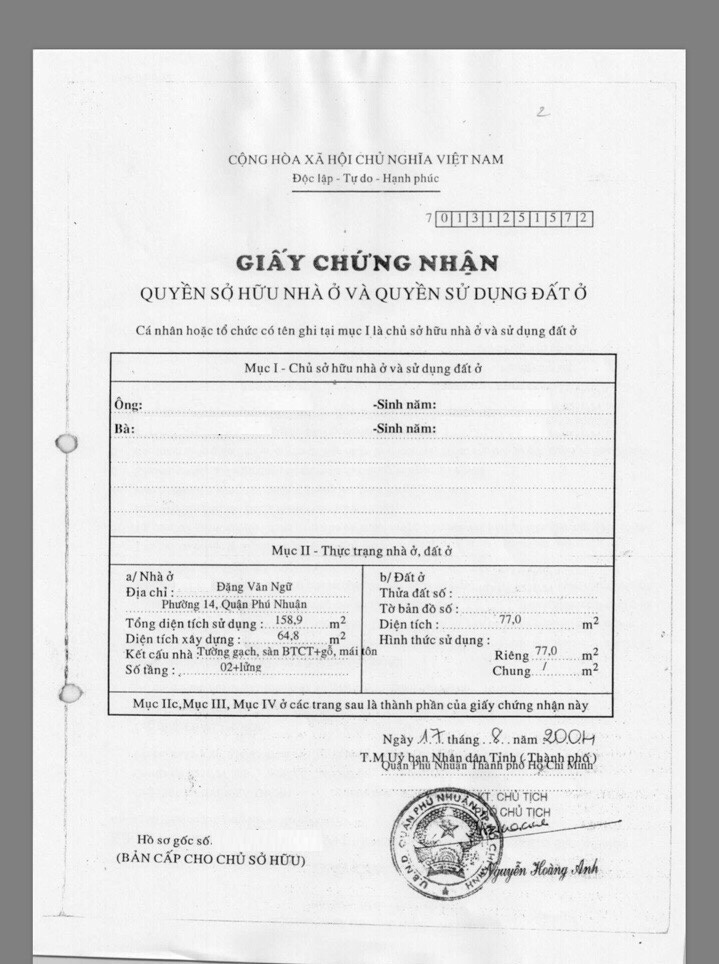 2
CỘNG HÒA XÃ HỘI CHỦ NGHĨA VIỆT NAM
Độc lập - Tự do - Hạnh phúc
7 0 1 3 1 2 5 1 5 7 2
GIẤY CHỨNG NHẬN
QUYỀN SỞ HỮU NHÀ Ở VÀ QUYỀN SỬ DỤNG ĐẤT Ở
Cá nhân hoặc tổ chức có tên ghi tại mục I là chủ sở hữu nhà ở và sử dụng đất ở
Mục I - Chủ sở hữu nhà ở và sử dụng đất ở
Ông: -Sinh năm:
Bà: -Sinh năm:
Mục II - Thực trạng nhà ở, đất ở
a/ Nhà ở
Địa chỉ : Đặng Văn Ngữ
Phường 14, Quận Phú Nhuận
Tổng diện tích sử dụng : 158,9 m2
Diện tích xây dựng : 64,8 m2
Kết cấu nhà : Tường gạch, sàn BTCT+gỗ, mái tôn
Số tầng : 02+lửng
b/ Đất ở
Thửa đất số :
Tờ bản đồ số :
Diện tích : 77,0 m2
Hình thức sử dụng :
Riêng 77,0 m2
Chung / m2
Mục IIc,Mục III, Mục IV ở các trang sau là thành phần của giấy chứng nhận này
Ngày 17 tháng 8 năm 2004
T.M Uỷ ban Nhân dân Tỉnh ( Thành phố )
Quận Phú Nhuận Thành phố Hồ Chí Minh
KT. CHỦ TỊCH
PHÓ CHỦ TỊCH
U.B.N.D QUẬN PHÚ NHUẬN
Nguyễn Hoàng Anh
Hồ sơ gốc số.
(BẢN CẤP CHO CHỦ SỞ HỮU)